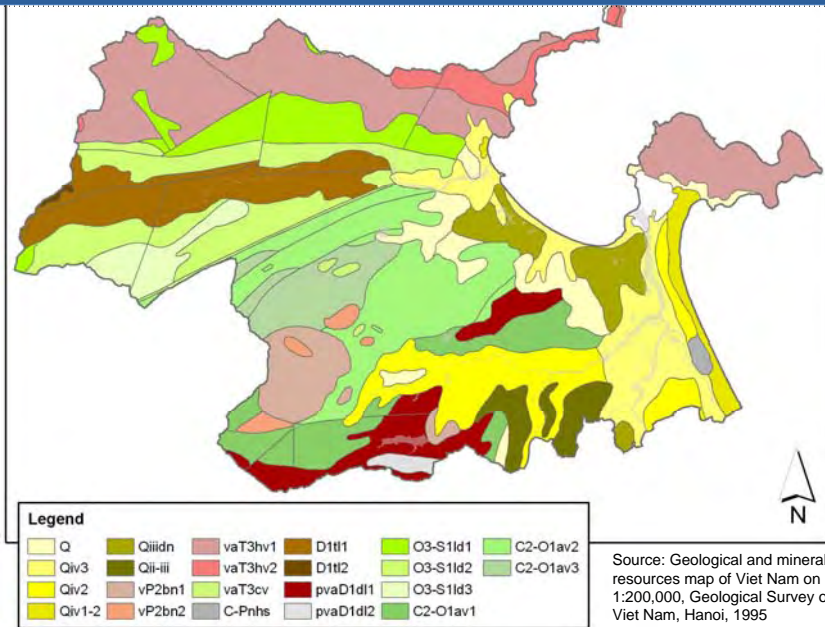 N
Legend
Q
Qiv3
Qiv2
Qiv1-2
Qiiidn
Qii-iii
vP2bn1
vP2bn2
vaT3hv1
vaT3hv2
vaT3cv
C-Pnhs
D1tl1
D1tl2
pvaD1dl1
pvaD1dl2
O3-S1ld1
O3-S1ld2
O3-S1ld3
C2-O1av1
C2-O1av2
C2-O1av3
Source: Geological and mineral
resources map of Viet Nam on
1:200,000, Geological Survey o
Viet Nam, Hanoi, 1995